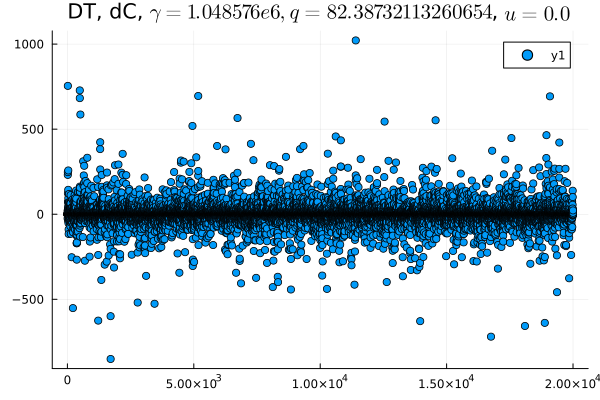 DT, dC, γ = 1.048576e6, q = 82.38732113260654, u = 0.0
1000
y1
500
0
−500
0 5.00×10³ 1.00×10⁴ 1.50×10⁴ 2.00×10⁴